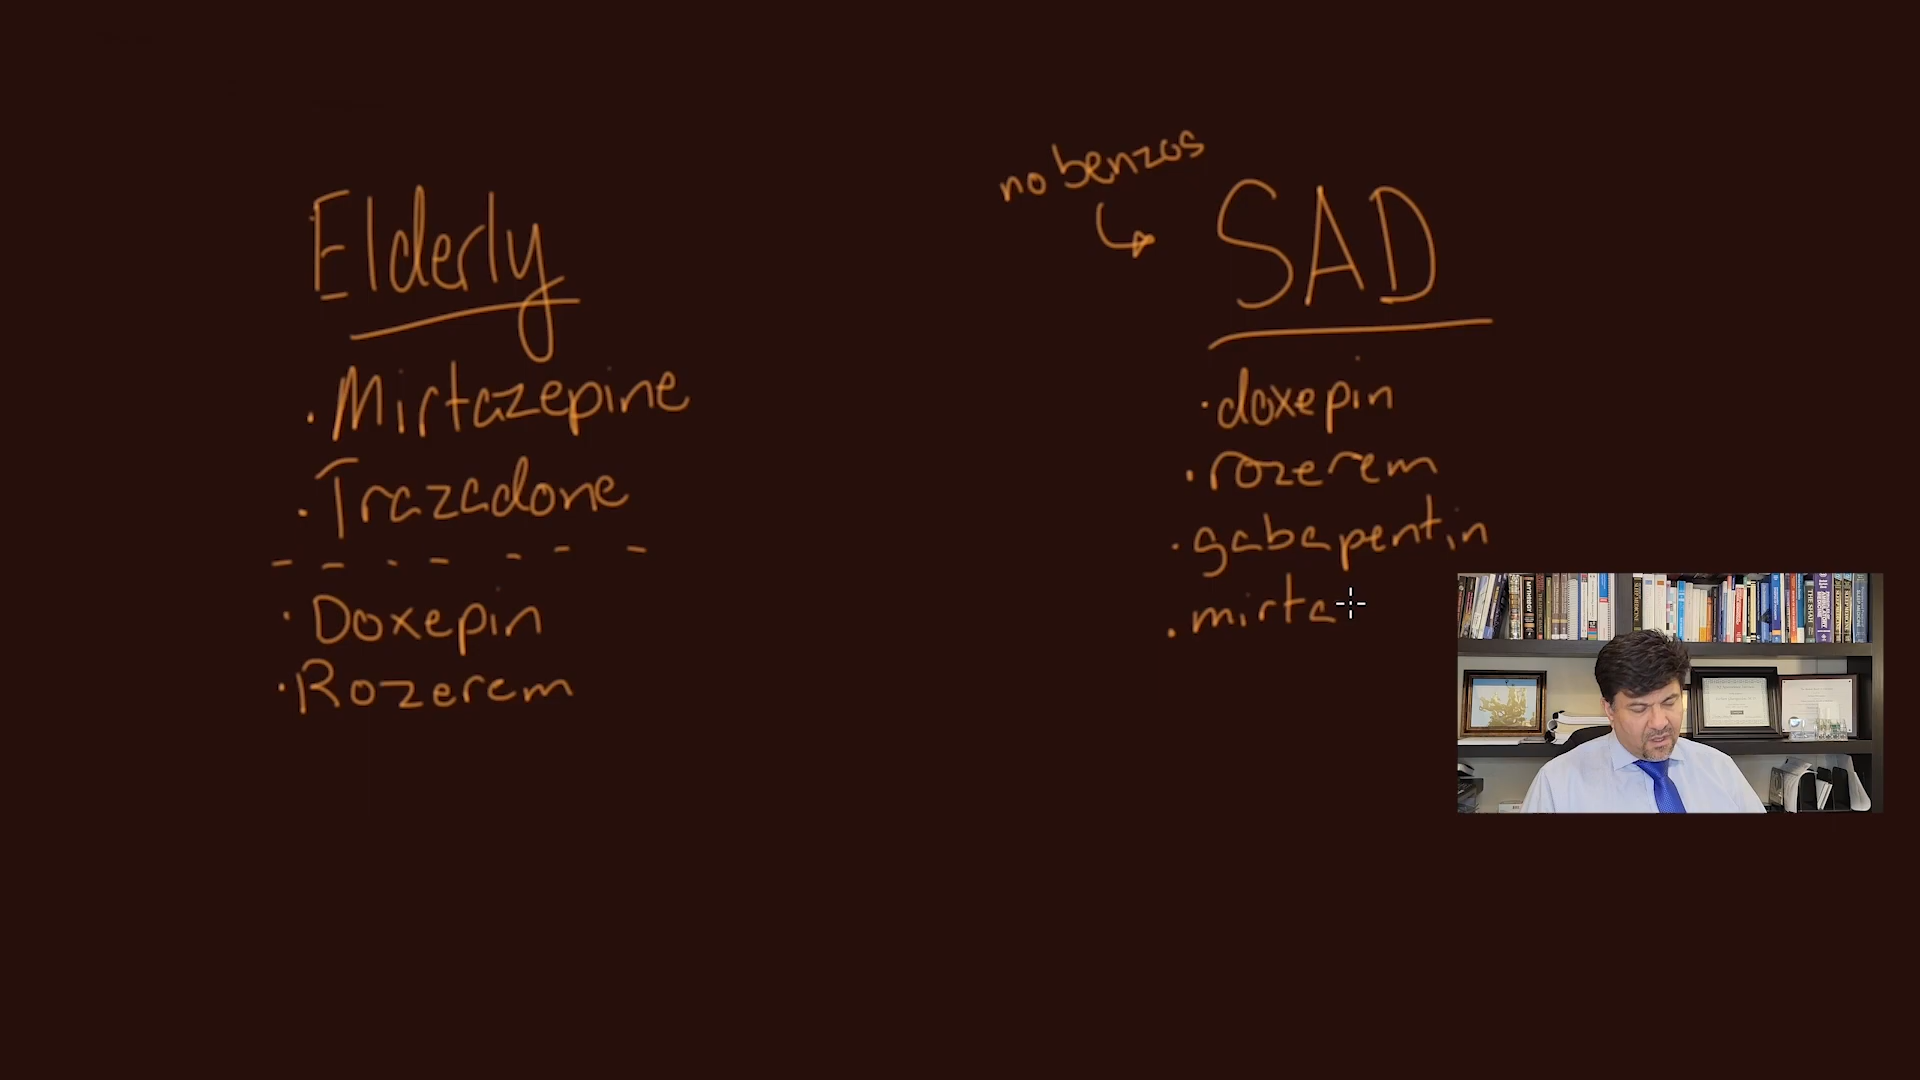 Elderly
• Mirtazepine
• Trazadone
• Doxepin
• Rozerem
no benzos
SAD
• doxepin
• rozerem
• gabapentin
• mirta